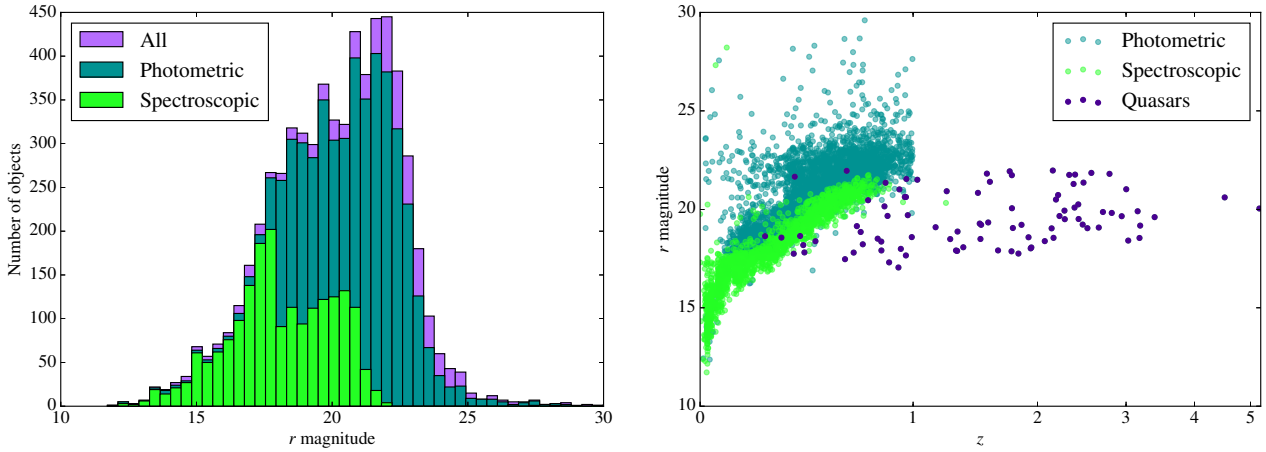 450
400
350
300
250
200
150
100
50
0
Number of objects
All
Photometric
Spectroscopic
10
15
20
25
30
r magnitude
30
25
20
15
10
r magnitude
Photometric
Spectroscopic
Quasars
0
1
2
3
4
5
z